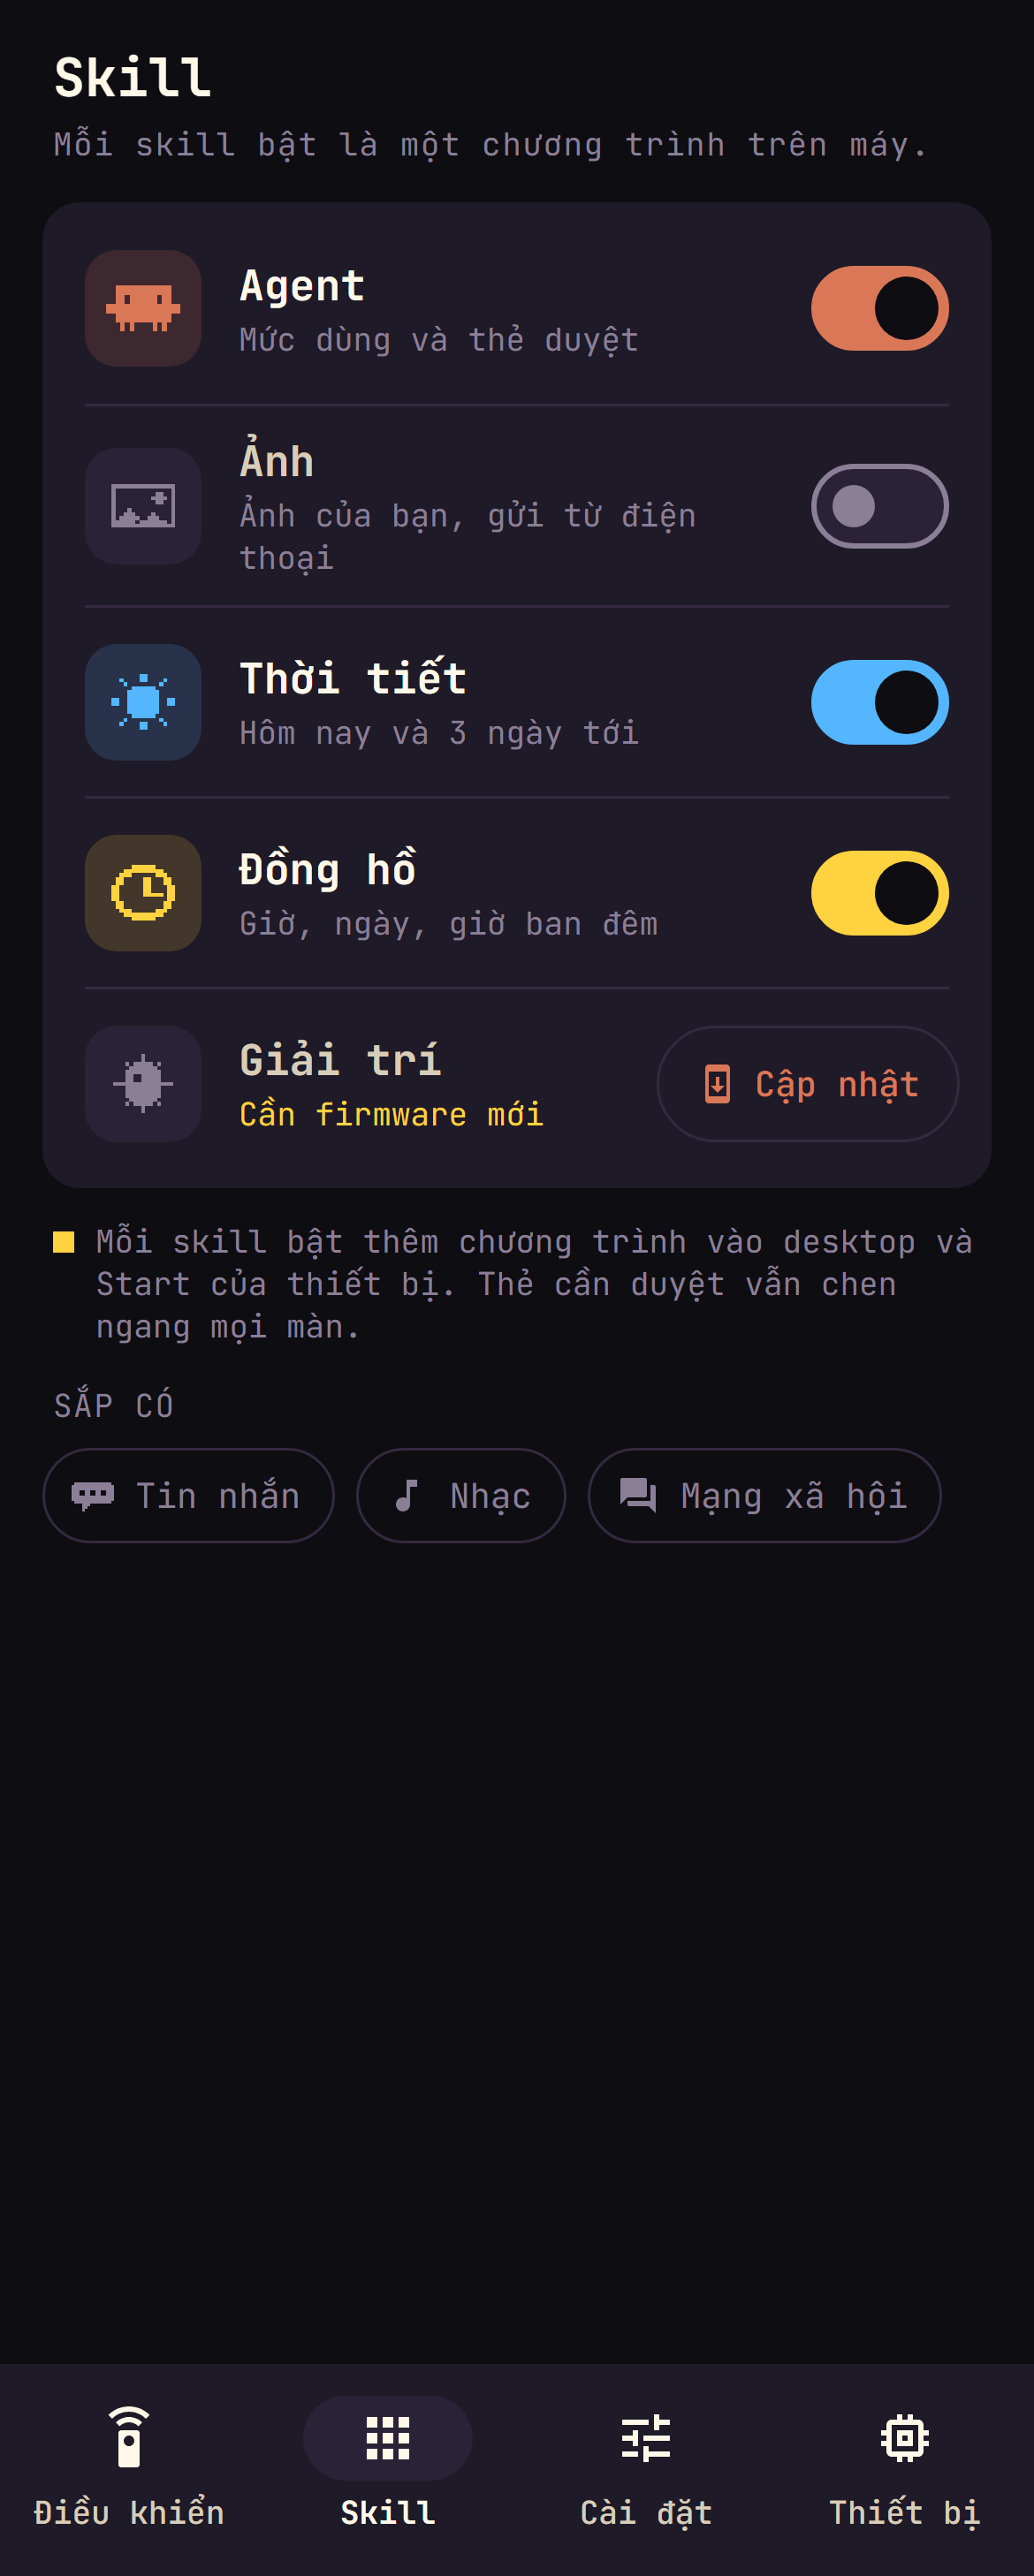 Skill
Mỗi skill bật là một chương trình trên máy.
Agent
Mức dùng và thẻ duyệt
Ảnh
Ảnh của bạn, gửi từ điện
thoại
Thời tiết
Hôm nay và 3 ngày tới
Đồng hồ
Giờ, ngày, giờ ban đêm
Giải trí
Cần firmware mới
Cập nhật
Mỗi skill bật thêm chương trình vào desktop và
Start của thiết bị. Thẻ cần duyệt vẫn chen
ngang mọi màn.
SẮP CÓ
Tin nhắn
Nhạc
Mạng xã hội
Điều khiển
Skill
Cài đặt
Thiết bị